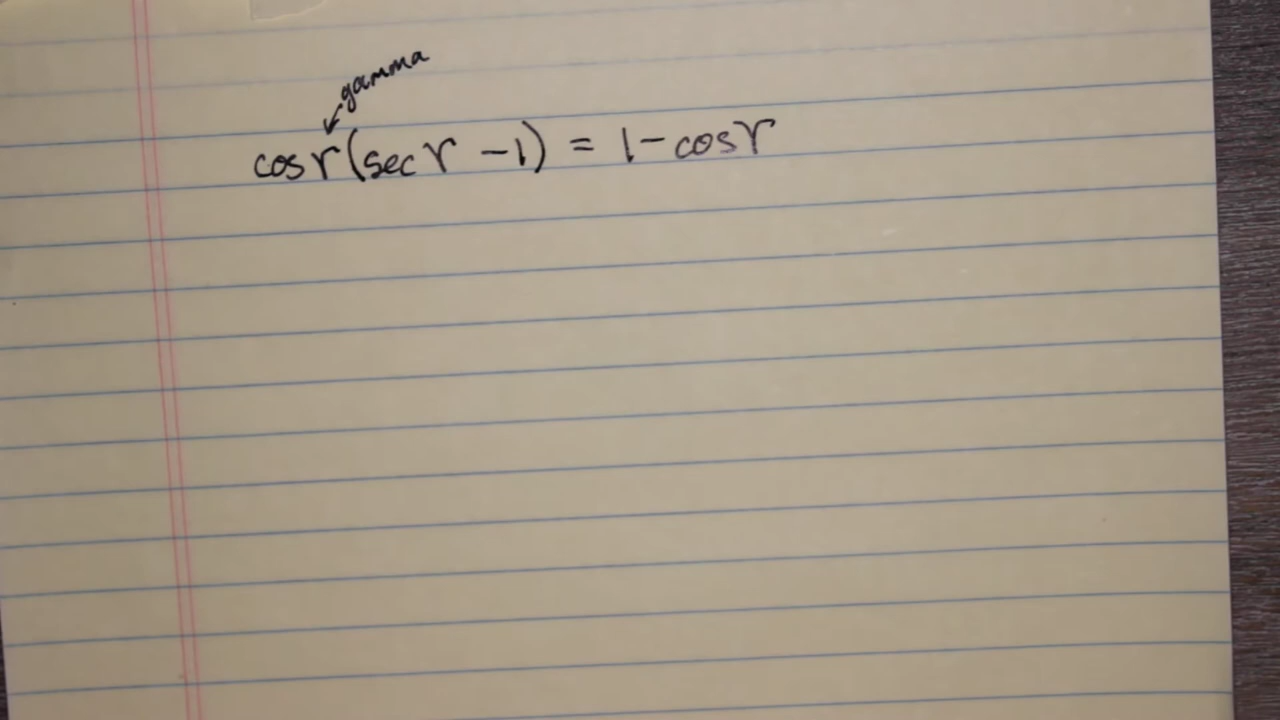 gamma
cos γ (sec γ - 1) = 1 - cos γ